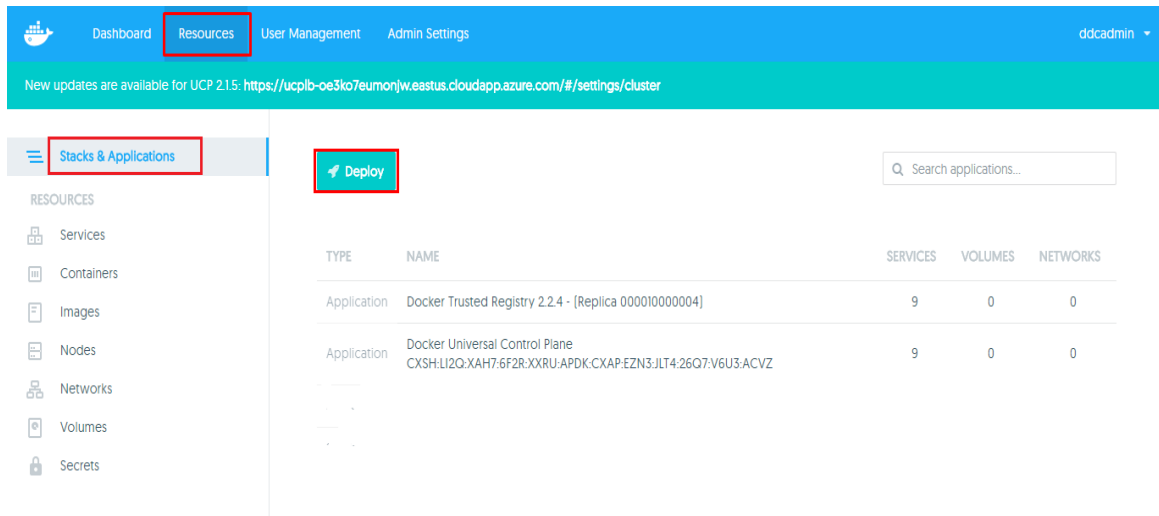 Dashboard Resources User Management Admin Settings ddcadmin
New updates are available for UCP 2.1.5: https://ucplb-oe3ko7eumonjw.eastus.cloudapp.azure.com/#/settings/cluster
Stacks & Applications
RESOURCES
Services
Containers
Images
Nodes
Networks
Volumes
Secrets
Deploy
Search applications...
TYPE NAME SERVICES VOLUMES NETWORKS
Application Docker Trusted Registry 2.2.4 - (Replica 000010000004) 9 0 0
Application Docker Universal Control Plane 9 0 0
CXSH:LI2Q:XAH7:6F2R:XXRU:APDK:CXAP:EZN3:JLT4:26Q7:V6U3:ACVZ